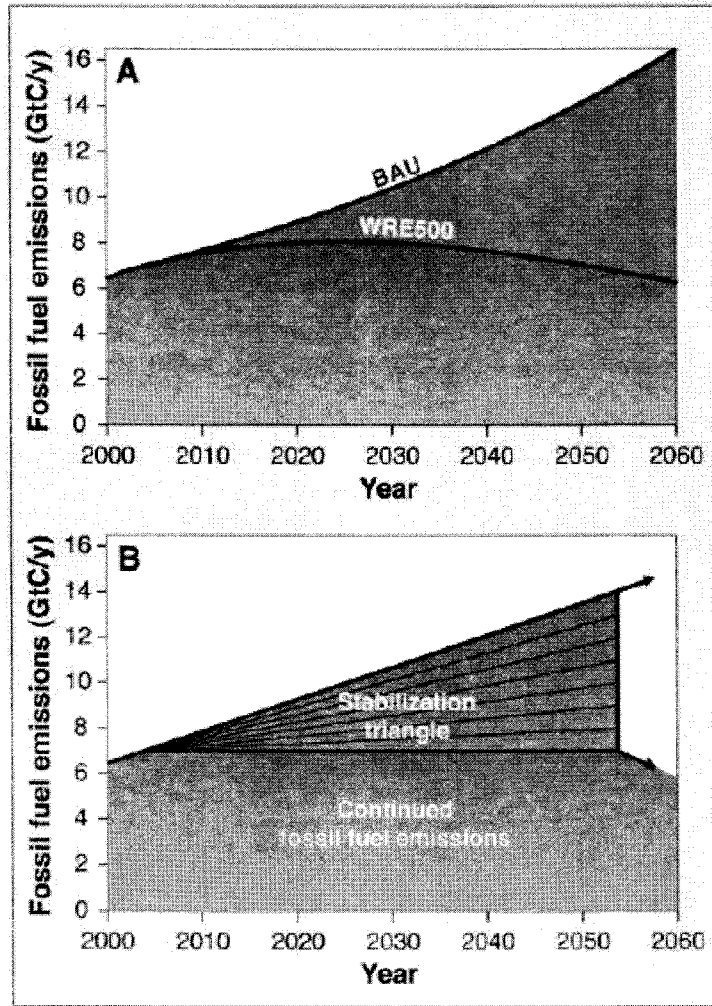 A
Fossil fuel emissions (GtC/y)
16
14
12
10
8
6
4
2
0
BAU
WRE500
2000 2010 2020 2030 2040 2050 2060
Year
B
Fossil fuel emissions (GtC/y)
16
14
12
10
8
6
4
2
0
Stabilization
triangle
Continued
fossil fuel emissions
2000 2010 2020 2030 2040 2050 2060
Year